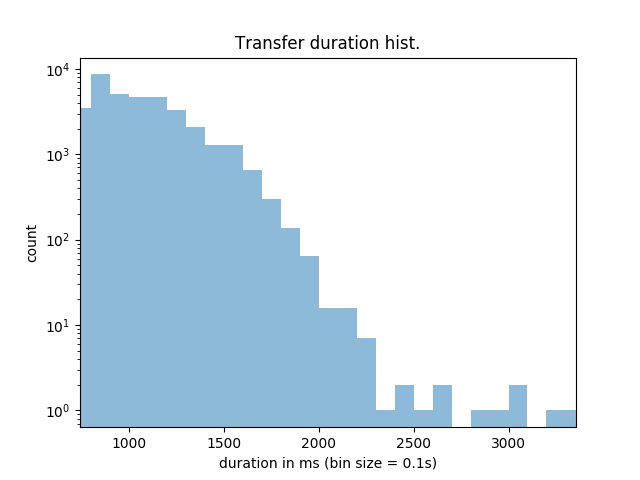 Transfer duration hist.
10⁴
10³
10²
10¹
10⁰
count
1000 1500 2000 2500 3000
duration in ms (bin size = 0.1s)